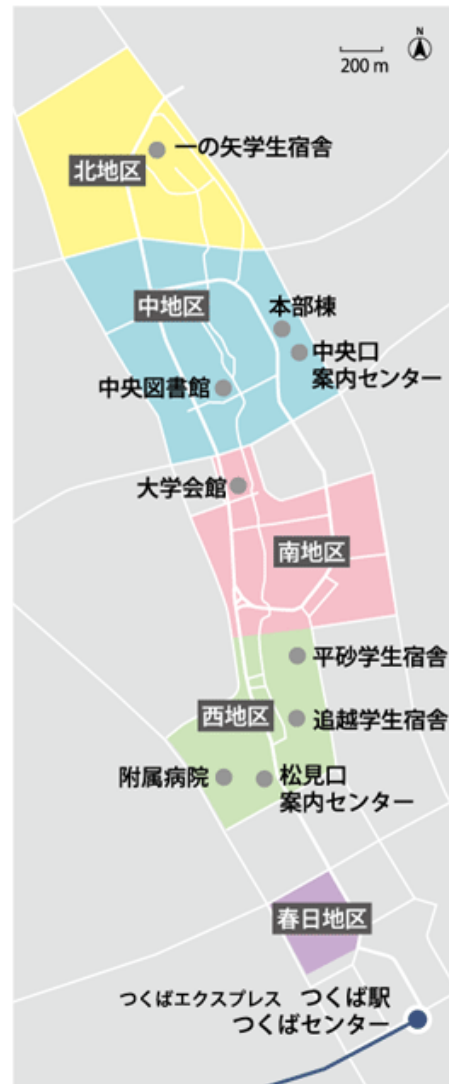 N
200 m
一の矢学生宿舎
北地区
中地区
本部棟
中央口
案内センター
中央図書館
大学会館
南地区
平砂学生宿舎
西地区
追越学生宿舎
附属病院
松見口
案内センター
春日地区
つくばエクスプレス つくば駅
つくばセンター